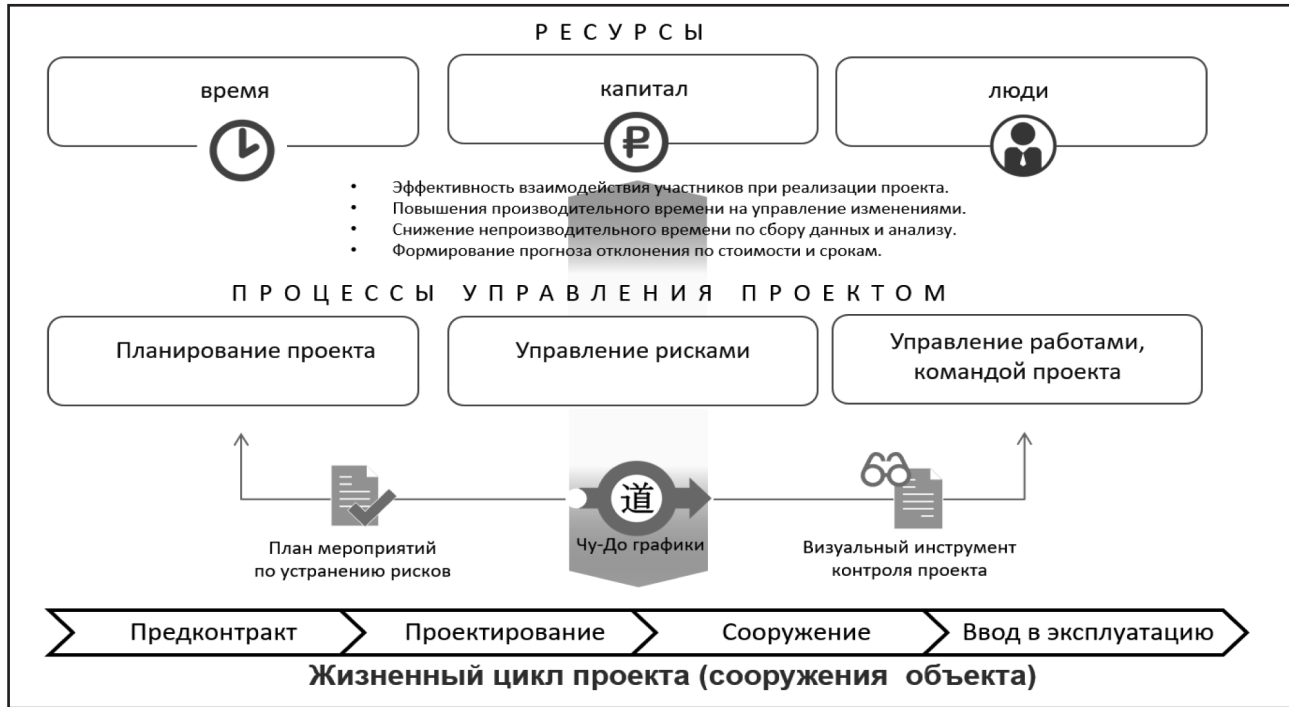 РЕСУРСЫ
время
капитал
люди
₽
• Эффективность взаимодействия участников при реализации проекта.
• Повышения производительного времени на управление изменениями.
• Снижение непроизводительного времени по сбору данных и анализу.
• Формирование прогноза отклонения по стоимости и срокам.
ПРОЦЕССЫ УПРАВЛЕНИЯ ПРОЕКТОМ
Планирование проекта
Управление рисками
Управление работами,
командой проекта
道
План мероприятий
по устранению рисков
Чу-До графики
Визуальный инструмент
контроля проекта
Предконтракт
Проектирование
Сооружение
Ввод в эксплуатацию
Жизненный цикл проекта (сооружения объекта)